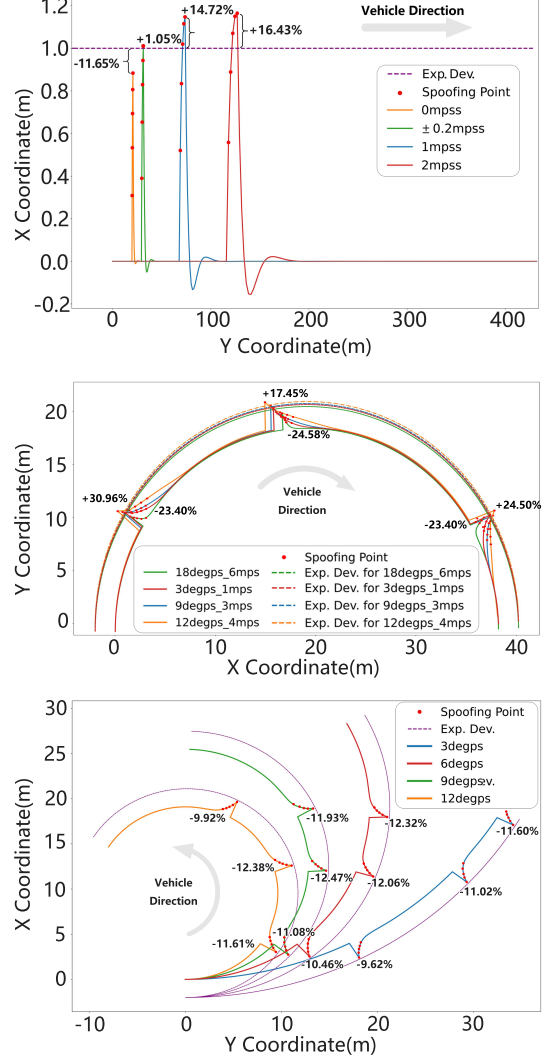 1.2
1.0
0.8
0.6
0.4
0.2
0.0
-0.2
X Coordinate(m)
-11.65%
+1.05%
+14.72%
+16.43%
Vehicle Direction
Exp. Dev.
Spoofing Point
0mpss
± 0.2mpss
1mpss
2mpss
0 100 200 300 400
Y Coordinate(m)
20
15
10
5
0
Y Coordinate(m)
+17.45%
-24.58%
+30.96%
-23.40%
+24.50%
-23.40%
Vehicle
Direction
Spoofing Point
18degps_6mps Exp. Dev. for 18degps_6mps
3degps_1mps Exp. Dev. for 3degps_1mps
9degps_3mps Exp. Dev. for 9degps_3mps
12degps_4mps Exp. Dev. for 12degps_4mps
0 10 20 30 40
X Coordinate(m)
30
25
20
15
10
5
0
X Coordinate(m)
Spoofing Point
Exp. Dev.
3degps
6degps
9degpsev.
12degps
-9.92%
-11.93%
-12.32%
-11.60%
-12.38%
-12.47%
-12.06%
-11.02%
Vehicle
Direction
-11.61%
-11.08%
-10.46%
-9.62%
-10 0 10 20 30
Y Coordinate(m)